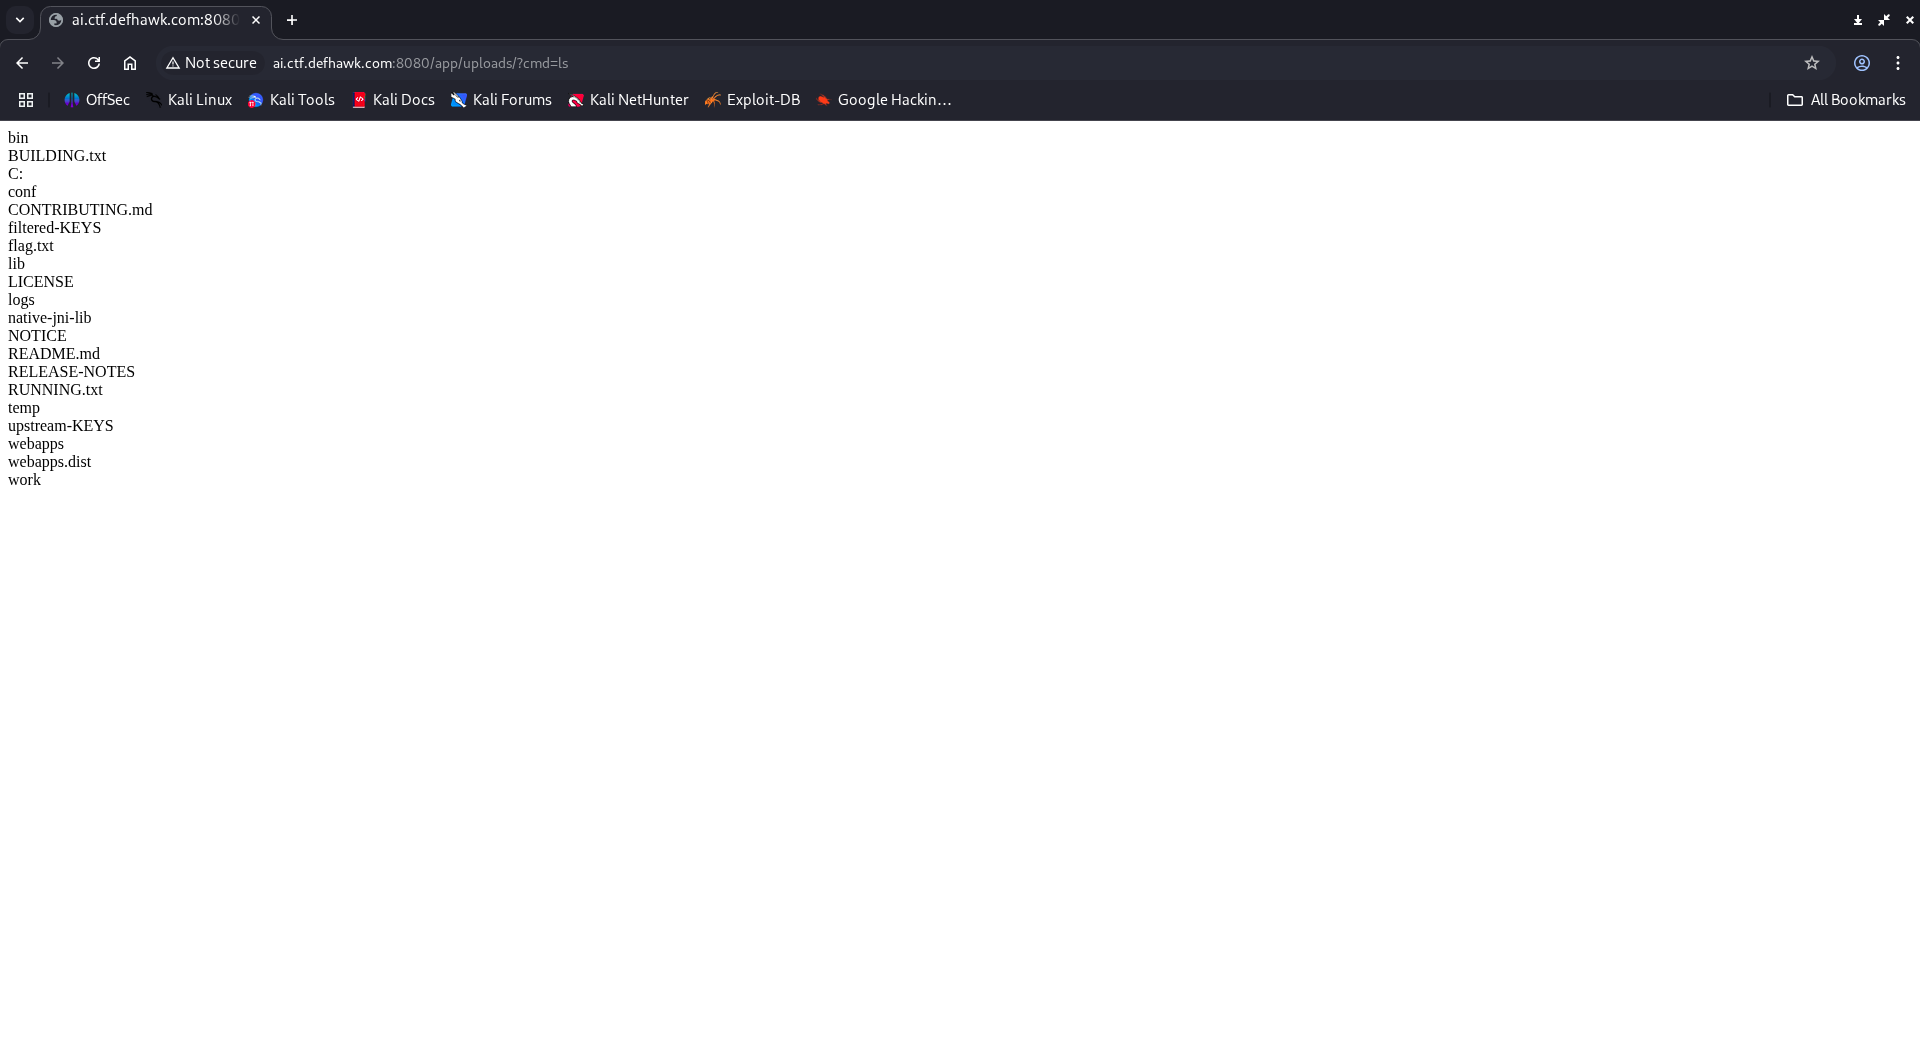 ai.ctf.defhawk.com:8080
Not secure
ai.ctf.defhawk.com:8080/app/uploads/?cmd=ls
OffSec
Kali Linux
Kali Tools
Kali Docs
Kali Forums
Kali NetHunter
Exploit-DB
Google Hackin…
All Bookmarks
bin
BUILDING.txt
C:
conf
CONTRIBUTING.md
filtered-KEYS
flag.txt
lib
LICENSE
logs
native-jni-lib
NOTICE
README.md
RELEASE-NOTES
RUNNING.txt
temp
upstream-KEYS
webapps
webapps.dist
work